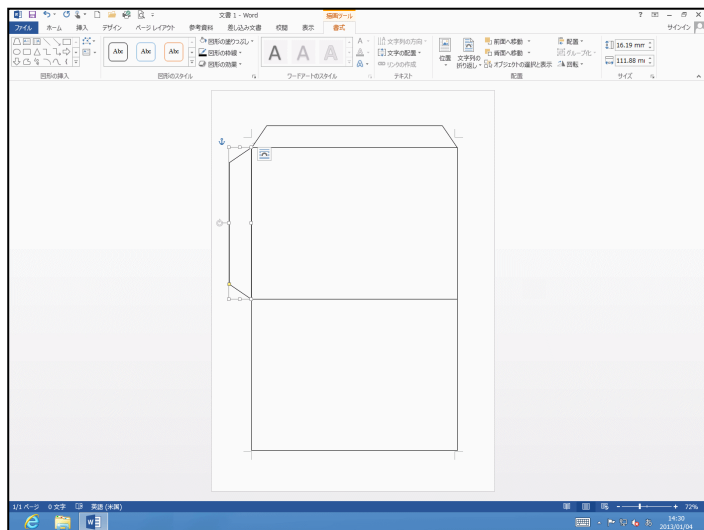 文書 1 - Word
描画ツール
ファイル ホーム 挿入 デザイン ページ レイアウト 参考資料 差し込み文書 校閲 表示 書式
サインイン
図形の塗りつぶし
図形の枠線
図形の効果
Abc Abc Abc
A A A
文字列の方向
文字の配置
リンクの作成
位置
文字列の
折り返し
前面へ移動
背面へ移動
オブジェクトの選択と表示
配置
グループ化
回転
16.19 mm
111.88 mi
図形の挿入 図形のスタイル ワードアートのスタイル テキスト 配置 サイズ
1/1 ページ 0 文字 英語 (米国)
72%
14:30
2013/01/04